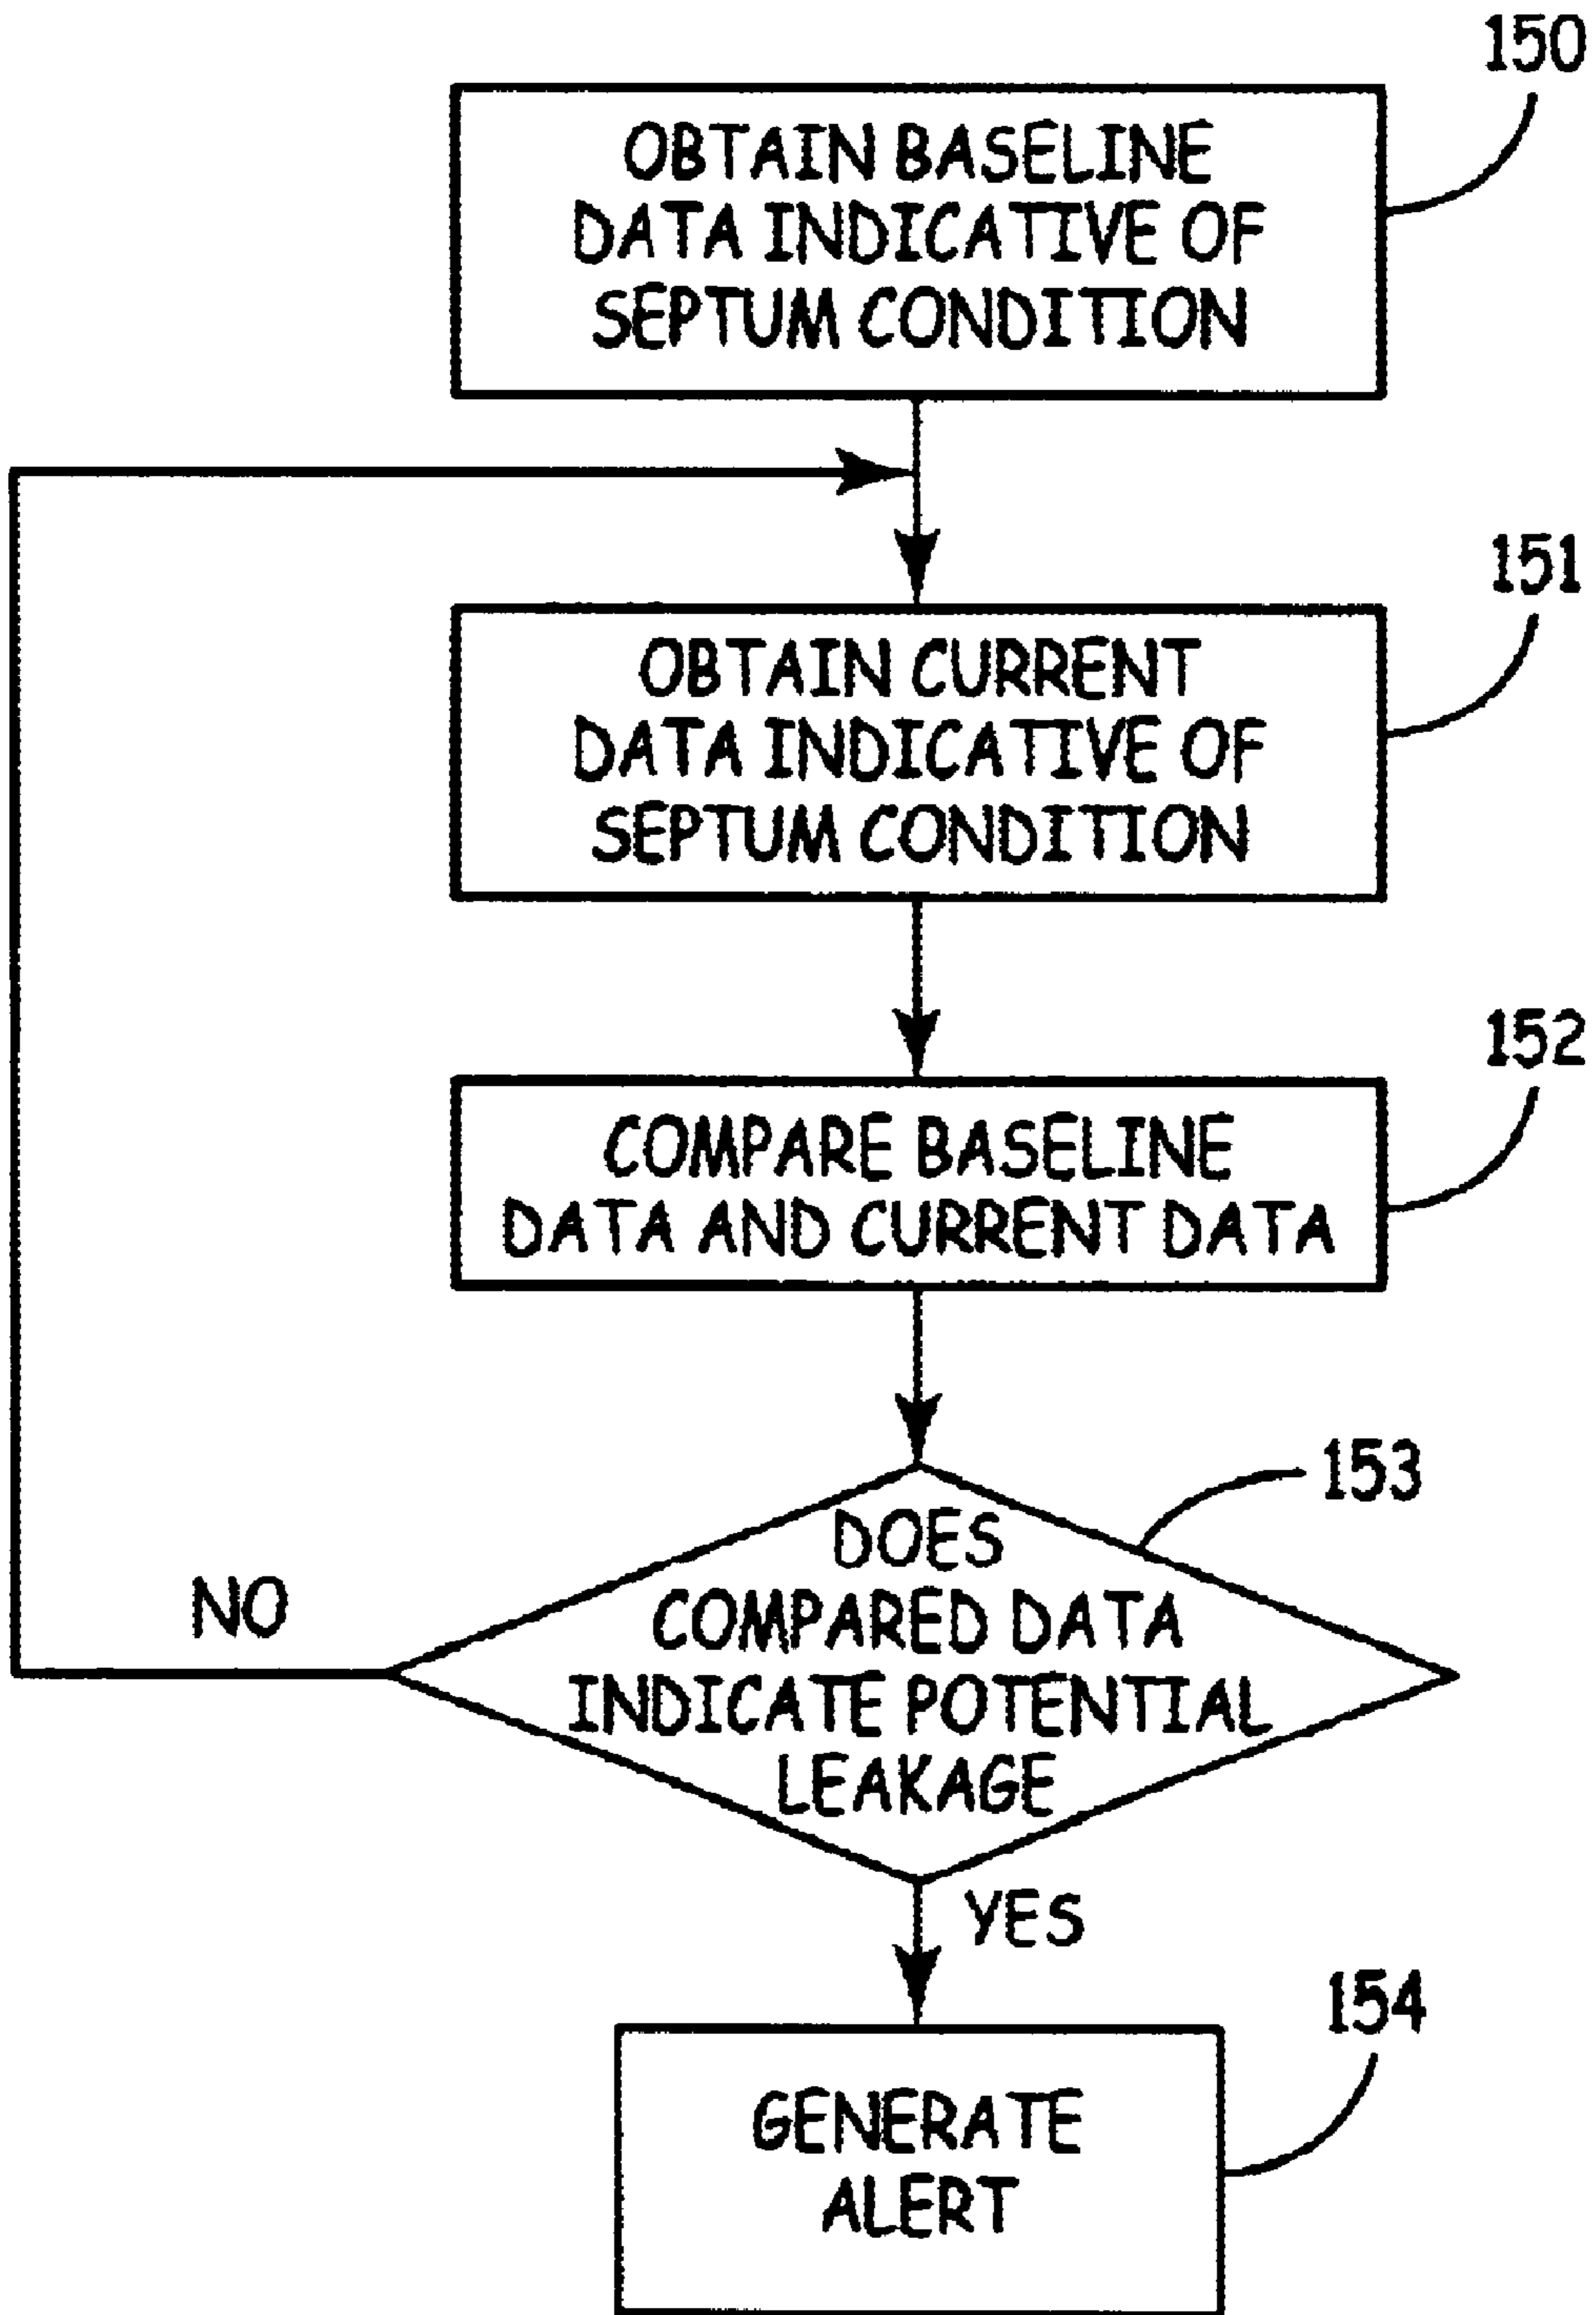 150
OBTAIN BASELINE
DATA INDICATIVE OF
SEPTUM CONDITION
151
OBTAIN CURRENT
DATA INDICATIVE OF
SEPTUM CONDITION
152
COMPARE BASELINE
DATA AND CURRENT DATA
153
DOES
COMPARED DATA
INDICATE POTENTIAL
LEAKAGE
NO
YES
154
GENERATE
ALERT